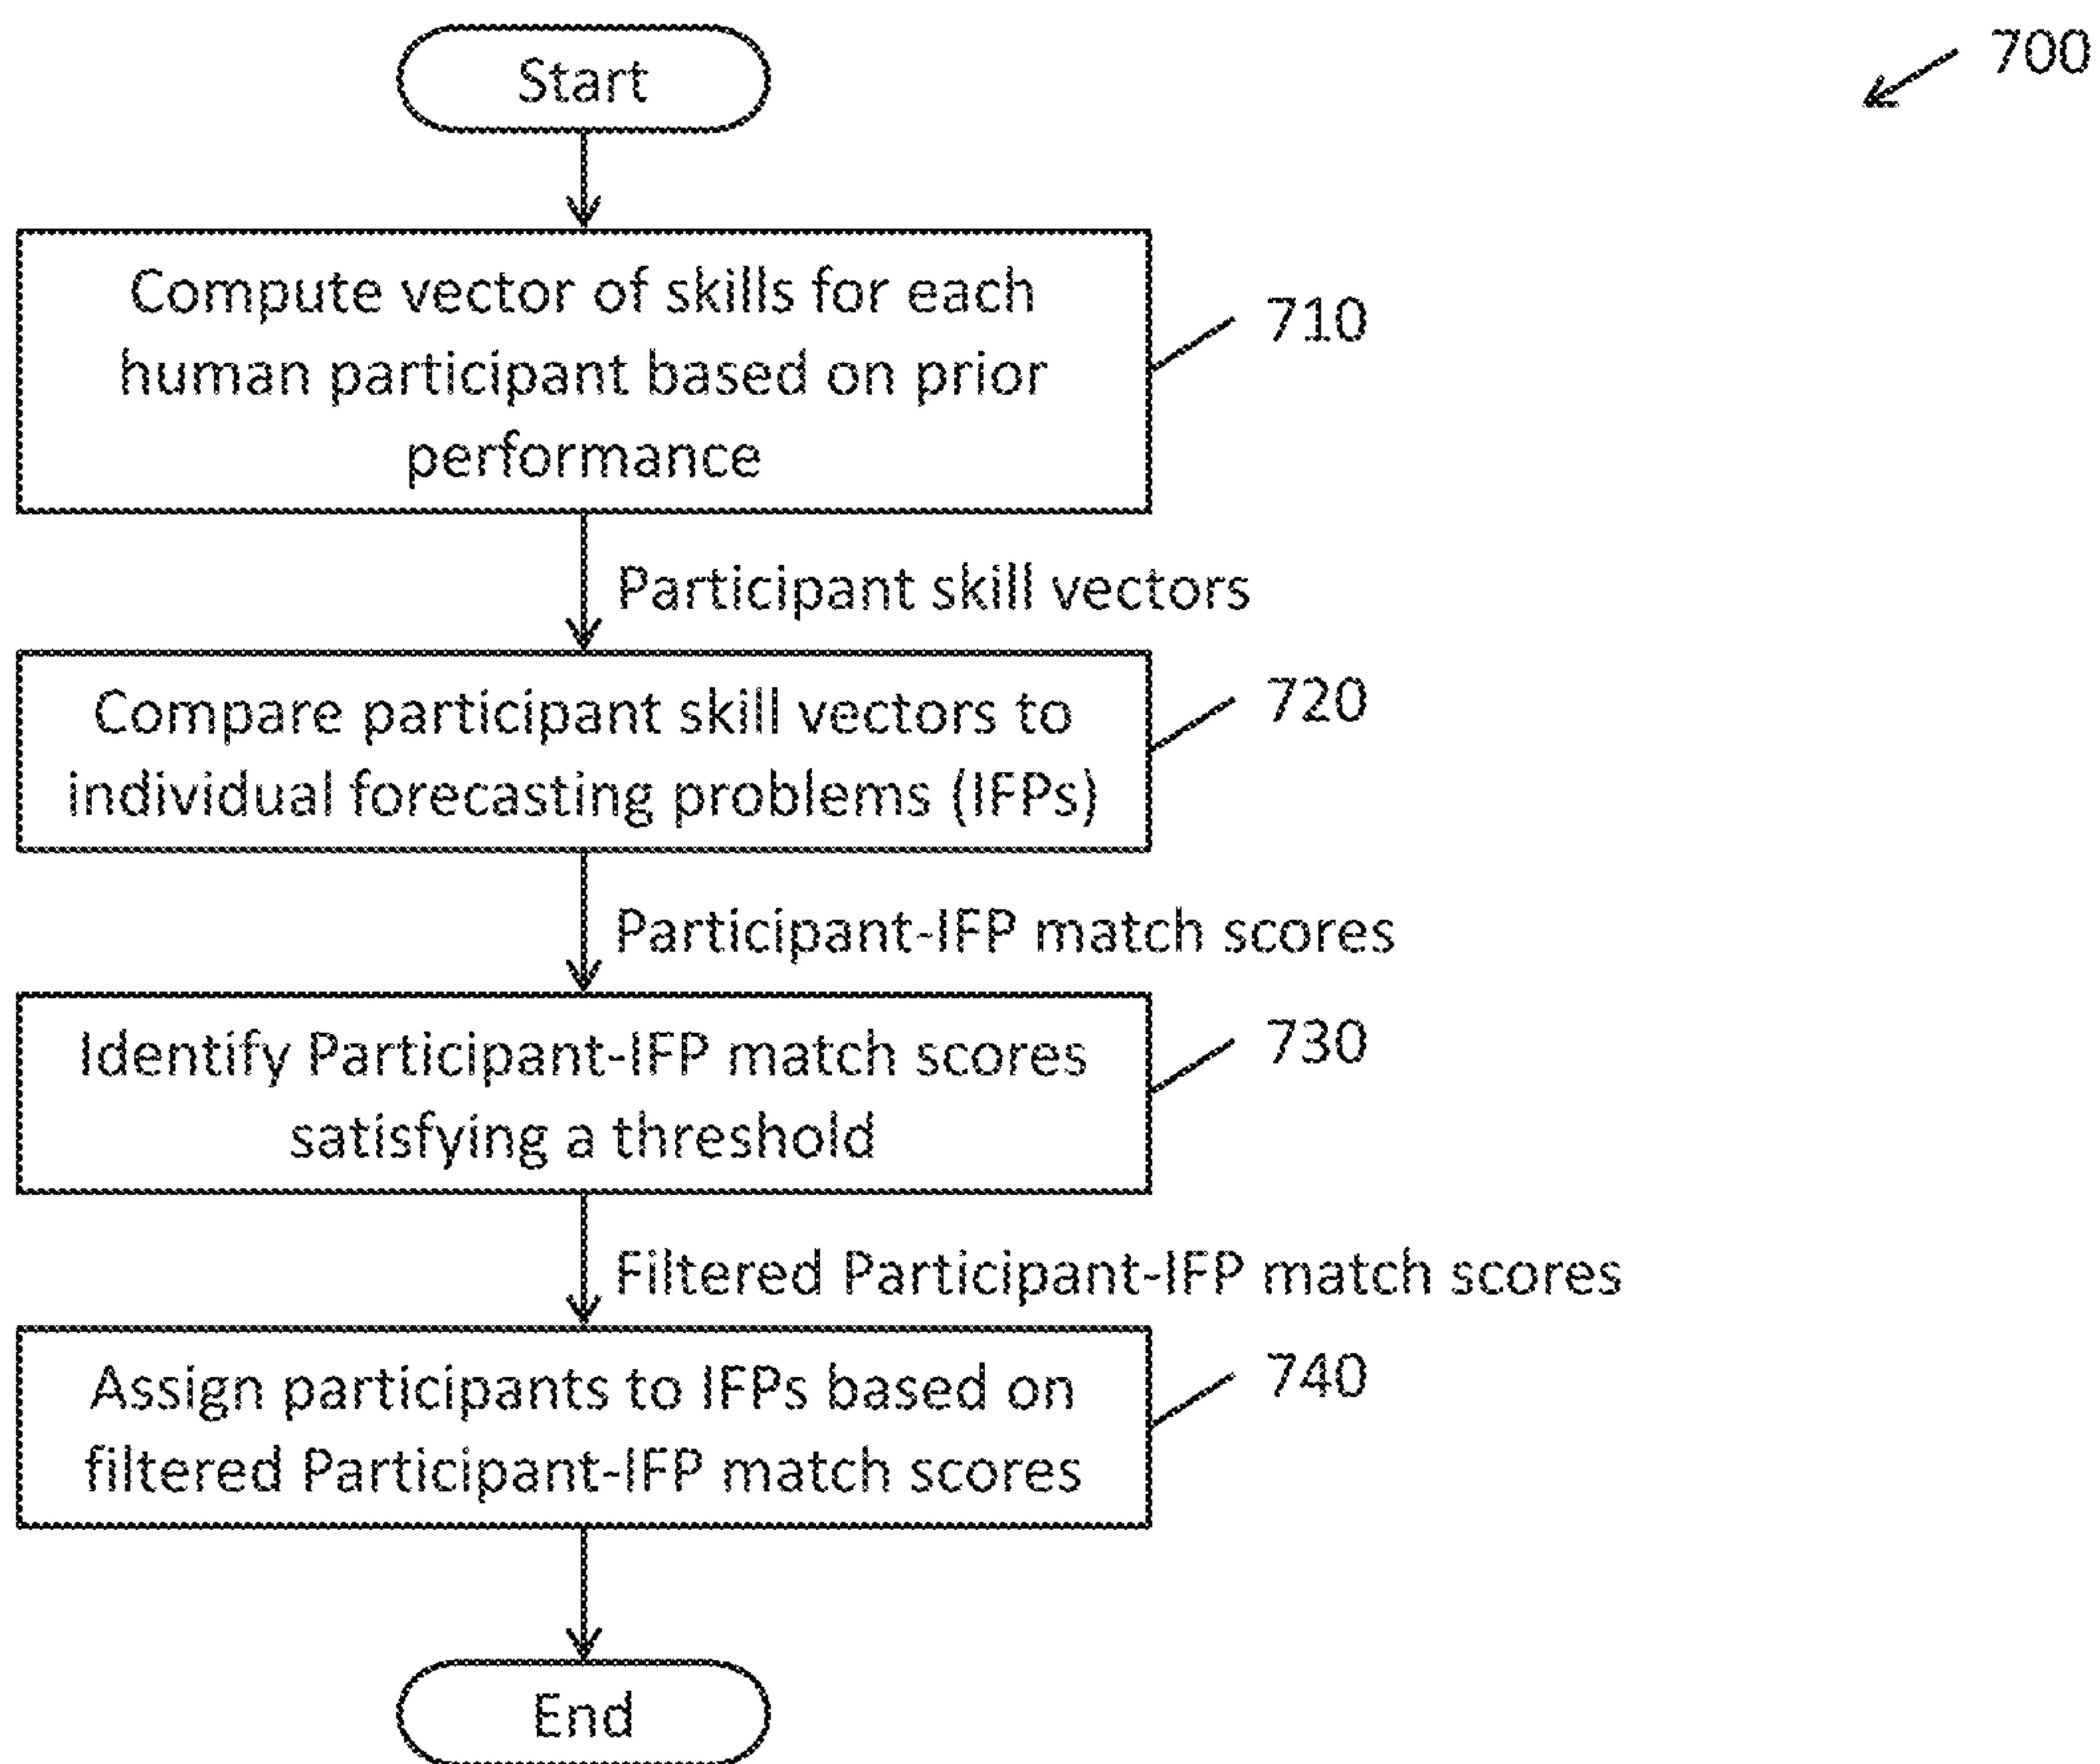 Start
700
Compute vector of skills for each
human participant based on prior
performance
710
Participant skill vectors
Compare participant skill vectors to
individual forecasting problems (IFPs)
720
Participant-IFP match scores
Identify Participant-IFP match scores
satisfying a threshold
730
Filtered Participant-IFP match scores
Assign participants to IFPs based on
filtered Participant-IFP match scores
740
End